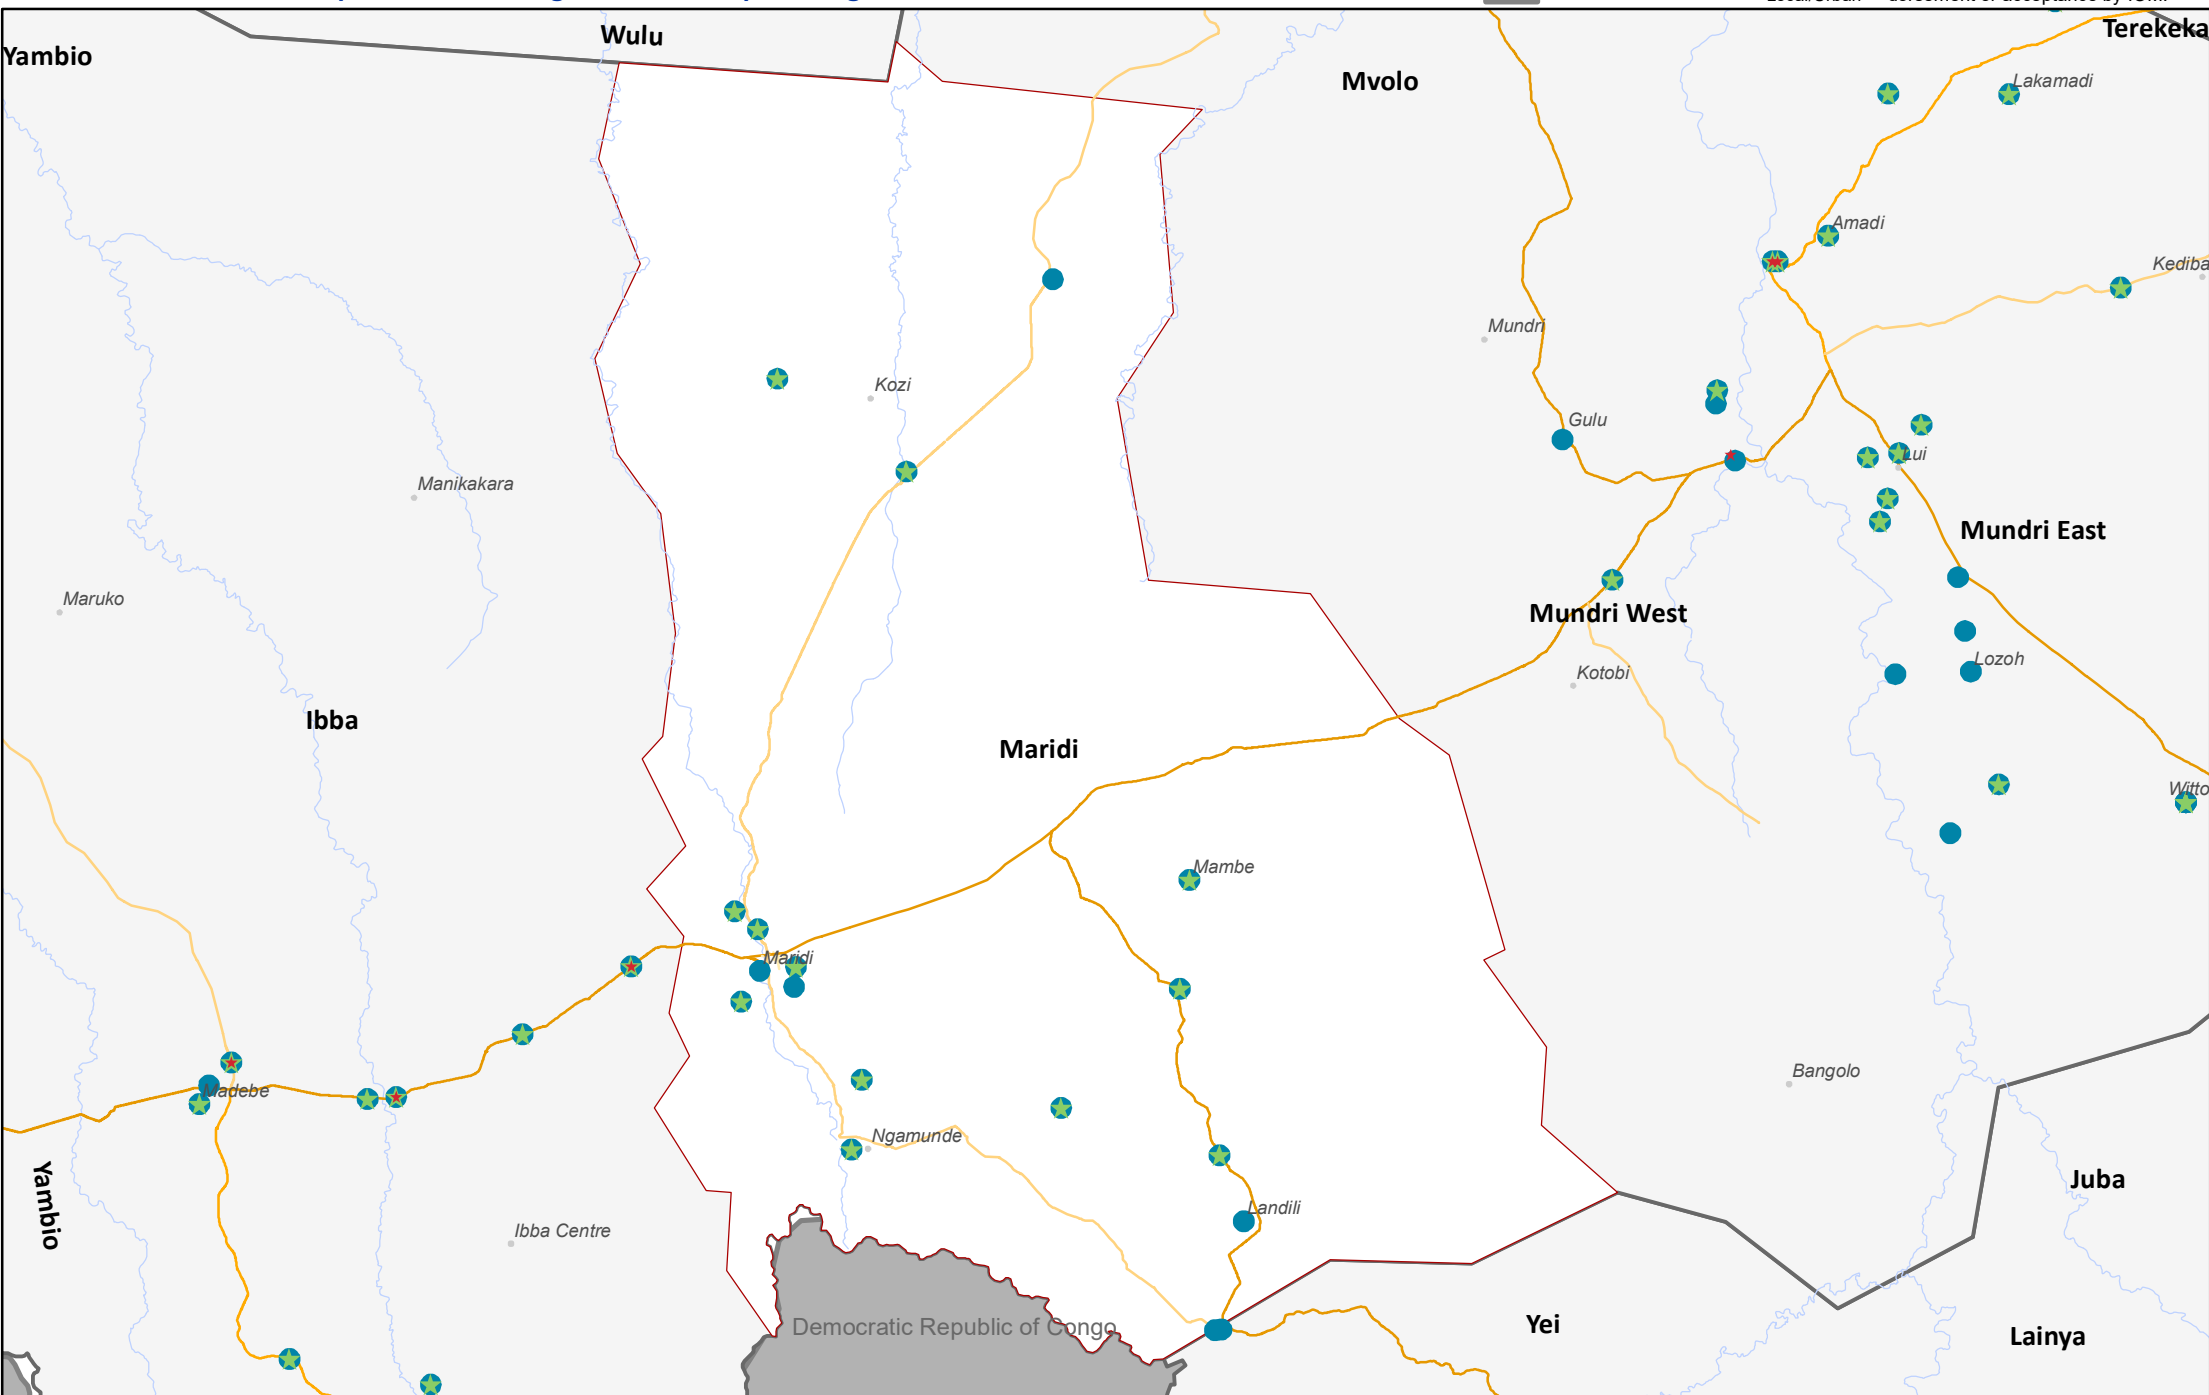 Wulu
Terekeka
Yambio
Mvolo
Lakamadi
Amadi
Kediba
Mundri
Kozi
Gulu
Lui
Manikakara
Mundri East
Maruko
Mundri West
Lozoh
Kotobi
Ibba
Maridi
Witto
Mambe
Maridi
Bangolo
Madebe
Ngamunde
Juba
Yambio
Landili
Ibba Centre
Democratic Republic of Congo
Yei
Lainya